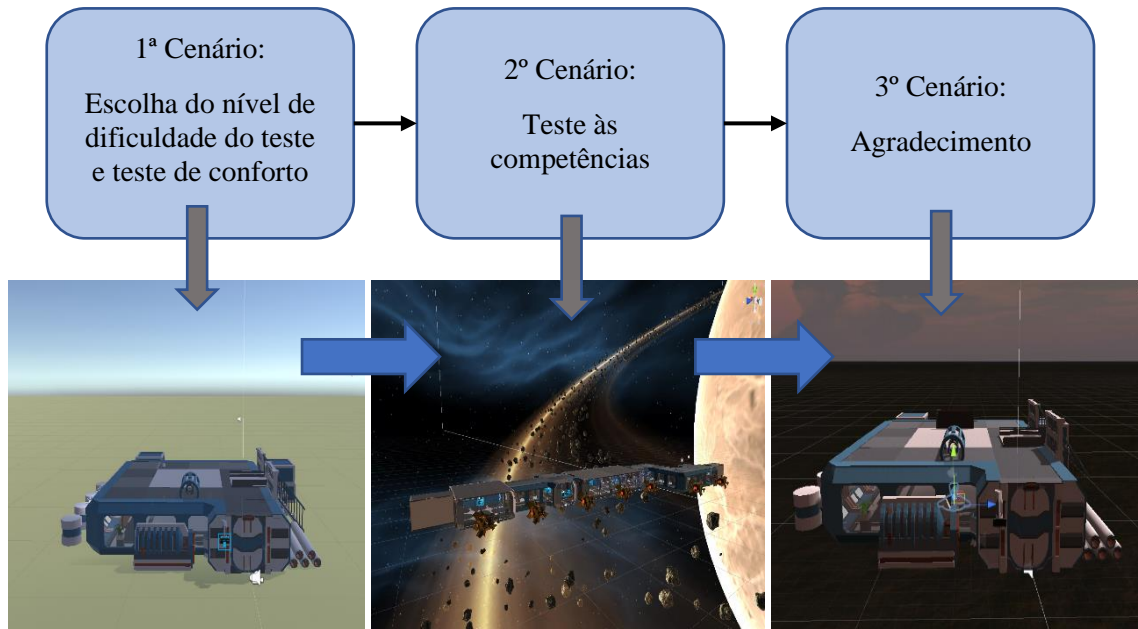 1ª Cenário:
Escolha do nível de
dificuldade do teste
e teste de conforto
2º Cenário:
Teste às
competências
3º Cenário:
Agradecimento